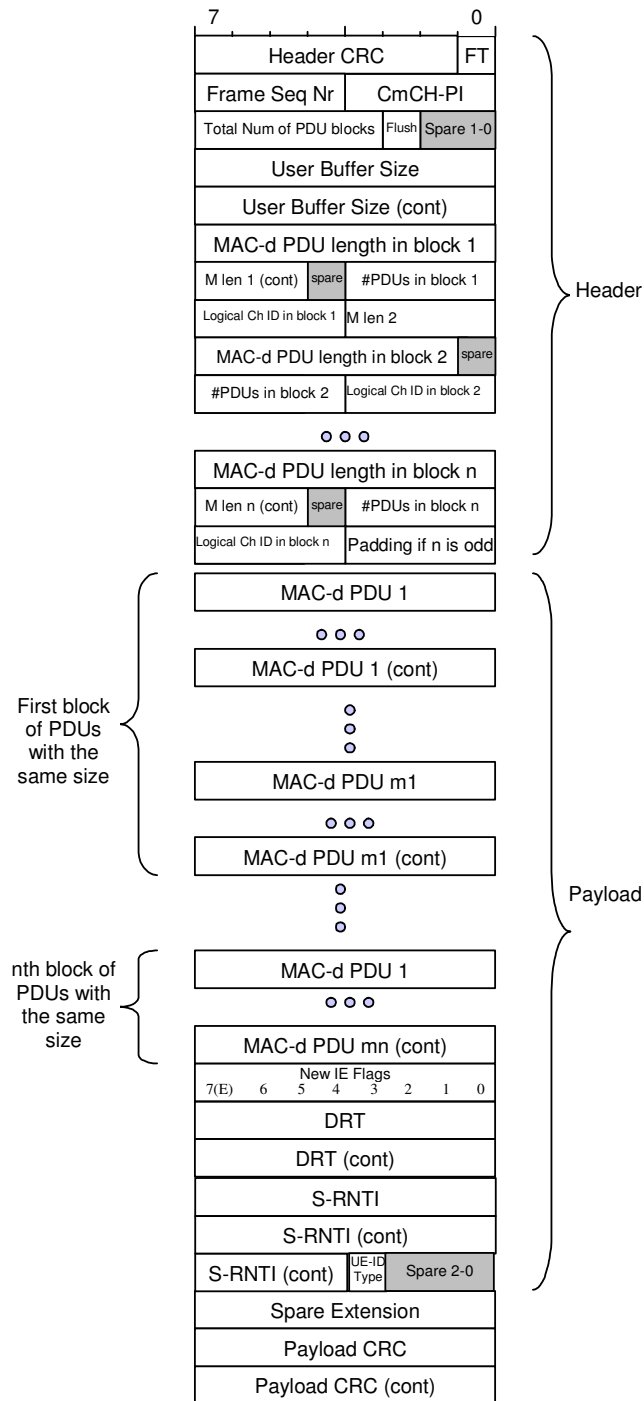 7 0
Header CRC FT
Frame Seq Nr CmCH-PI
Total Num of PDU blocks Flush Spare 1-0
User Buffer Size
User Buffer Size (cont)
MAC-d PDU length in block 1
M len 1 (cont) spare #PDUs in block 1
Header
Logical Ch ID in block 1 M len 2
MAC-d PDU length in block 2 spare
#PDUs in block 2 Logical Ch ID in block 2
MAC-d PDU length in block n
M len n (cont) spare #PDUs in block n
Logical Ch ID in block n Padding if n is odd
MAC-d PDU 1
MAC-d PDU 1 (cont)
First block
of PDUs
with the
same size
MAC-d PDU m1
MAC-d PDU m1 (cont)
Payload
nth block of
PDUs with
the same
size
MAC-d PDU 1
MAC-d PDU mn (cont)
New IE Flags
7(E) 6 5 4 3 2 1 0
DRT
DRT (cont)
S-RNTI
S-RNTI (cont)
S-RNTI (cont) UE-ID Type Spare 2-0
Spare Extension
Payload CRC
Payload CRC (cont)